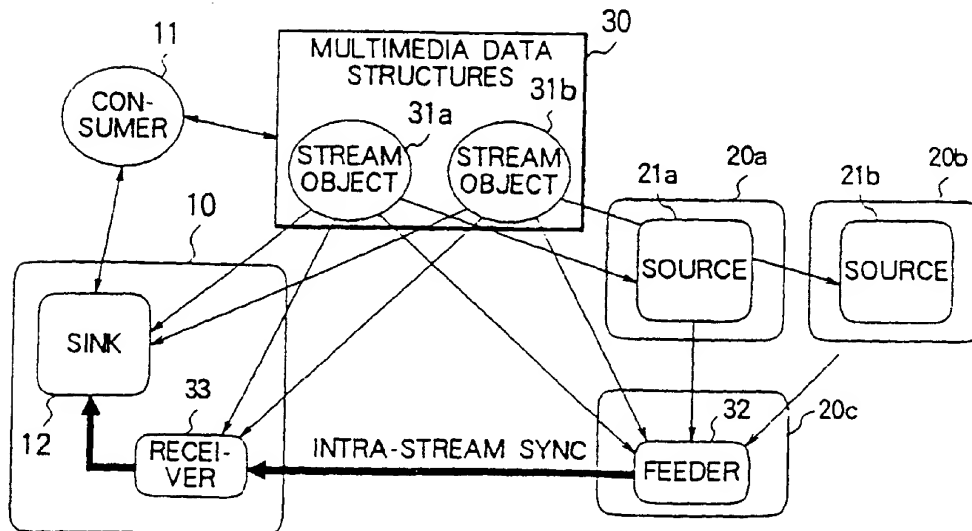 11
30
MULTIMEDIA DATA
STRUCTURES
CON-
SUMER
31a
31b
STREAM
OBJECT
STREAM
OBJECT
20a
20b
21a
21b
10
SOURCE
SOURCE
SINK
12
33
RECEI-
VER
INTRA-STREAM SYNC
32
20c
FEEDER